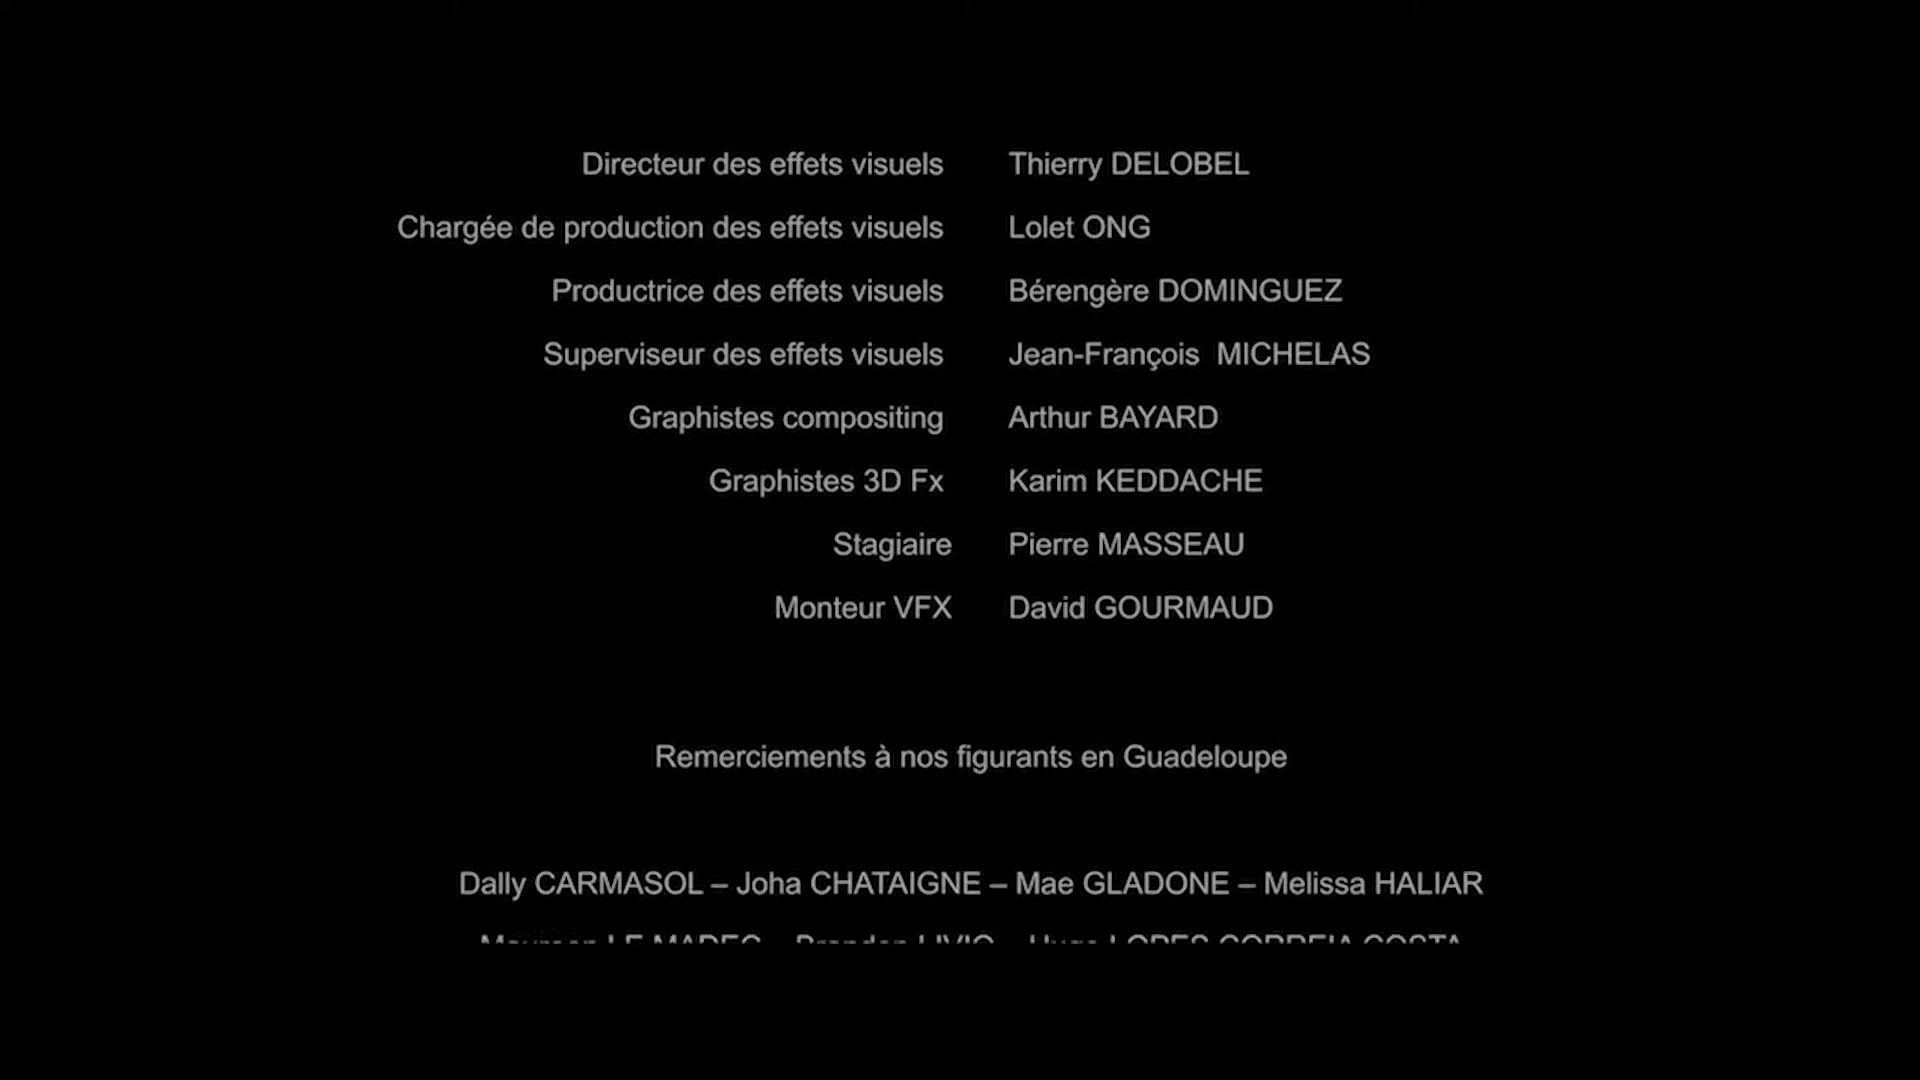 Directeur des effets visuels Thierry DELOBEL
Chargée de production des effets visuels Lolet ONG
Productrice des effets visuels Bérengère DOMINGUEZ
Superviseur des effets visuels Jean-François  MICHELAS
Graphistes compositing Arthur BAYARD
Graphistes 3D Fx Karim KEDDACHE
Stagiaire Pierre MASSEAU
Monteur VFX David GOURMAUD
Remerciements à nos figurants en Guadeloupe
Dally CARMASOL – Joha CHATAIGNE – Mae GLADONE – Melissa HALIAR